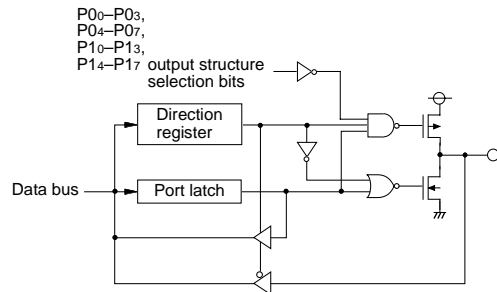 P00–P03,
P04–P07,
P10–P13,
P14–P17 output structure
selection bits
Direction
register
Data bus
Port latch